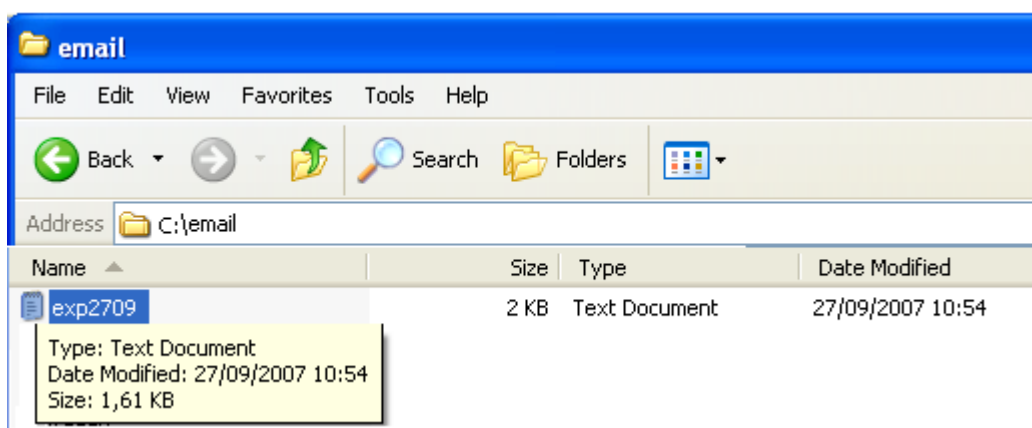 email
File Edit View Favorites Tools Help
Back Search Folders
Address C:\email
Name Size Type Date Modified
exp2709 2 KB Text Document 27/09/2007 10:54
Type: Text Document
Date Modified: 27/09/2007 10:54
Size: 1,61 KB